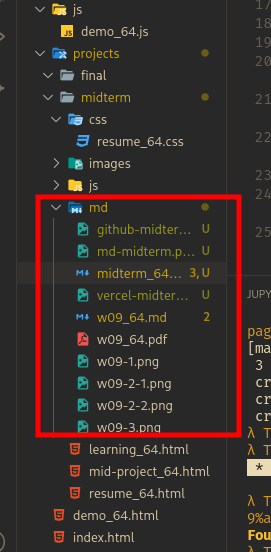 js
demo_64.js
projects
final
midterm
css
resume_64.css
images
js
md
github-midter... U
md-midterm.p... U
midterm_64... 3, U
vercel-midter... U
w09_64.md 2
w09_64.pdf
w09-1.png
w09-2-1.png
w09-2-2.png
w09-3.png
learning_64.html
mid-project_64.html
resume_64.html
demo_64.html
index.html
17
18
19
20
21
22
23
24
25
JUPY
pag
[ma
3
cr
cr
cr
λ T
λ T
*
λ T
9%a
Fou